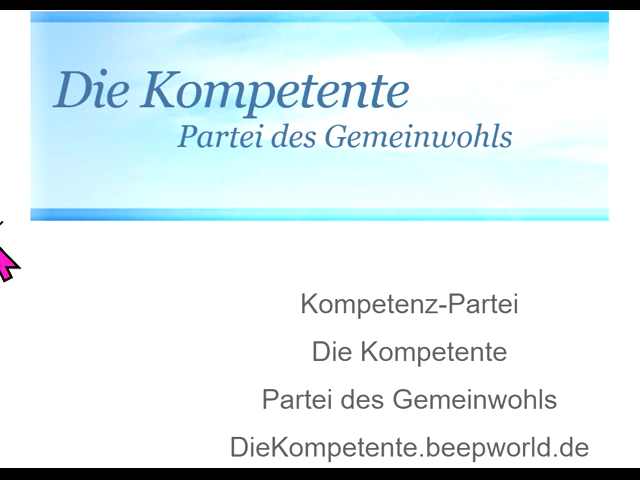 Die Kompetente
Partei des Gemeinwohls
Kompetenz-Partei
Die Kompetente
Partei des Gemeinwohls
DieKompetente.beepworld.de